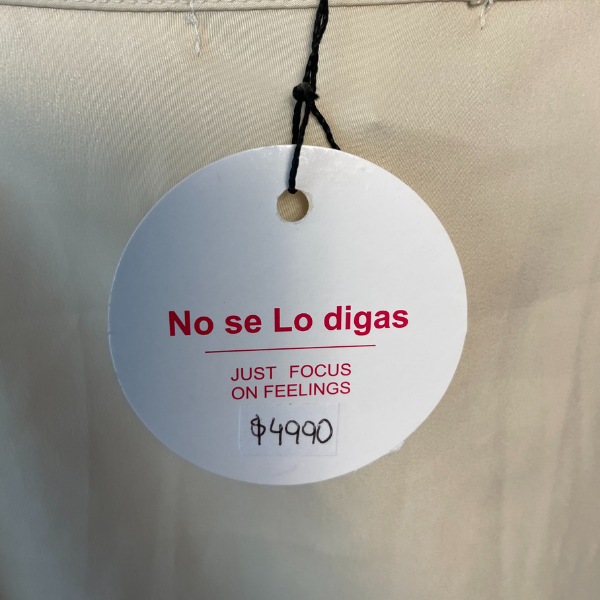 No se Lo digas
JUST FOCUS
ON FEELINGS
$4990